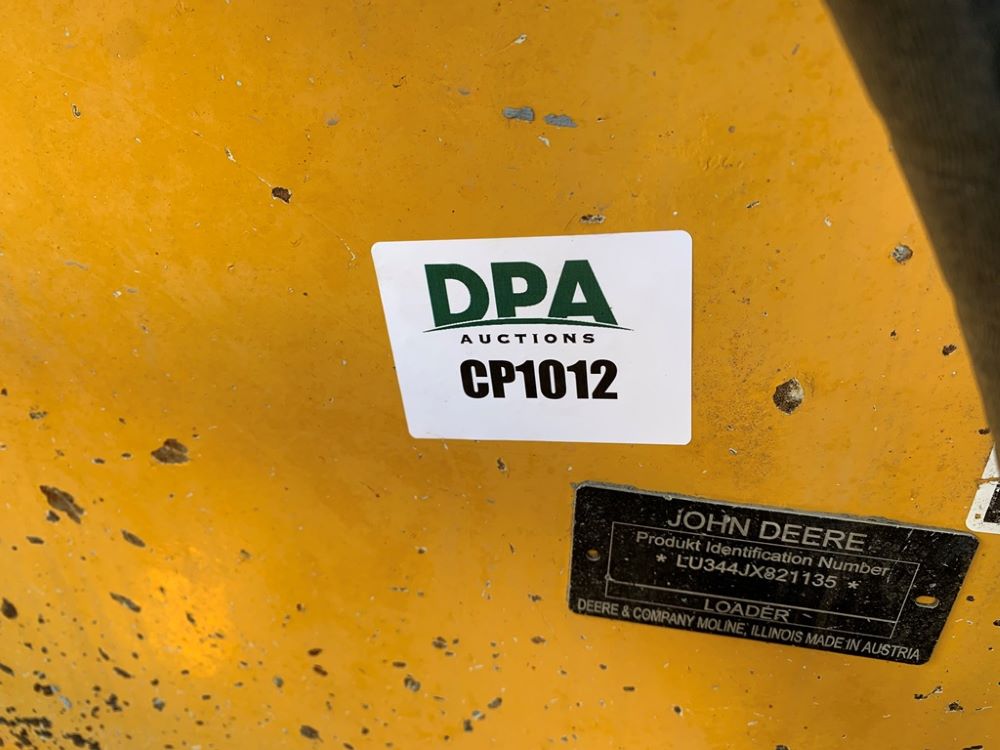 DPA
AUCTIONS
CP1012
JOHN DEERE
Produkt Identification Number
* LU344JX821135 *
LOADER
DEERE & COMPANY MOLINE, ILLINOIS MADE IN AUSTRIA